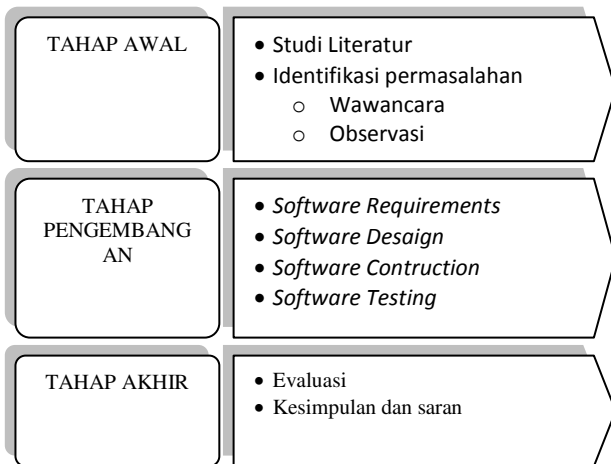 TAHAP AWAL
• Studi Literatur
• Identifikasi permasalahan
o Wawancara
o Observasi
TAHAP
PENGEMBANG
AN
• Software Requirements
• Software Desaign
• Software Contruction
• Software Testing
TAHAP AKHIR
• Evaluasi
• Kesimpulan dan saran